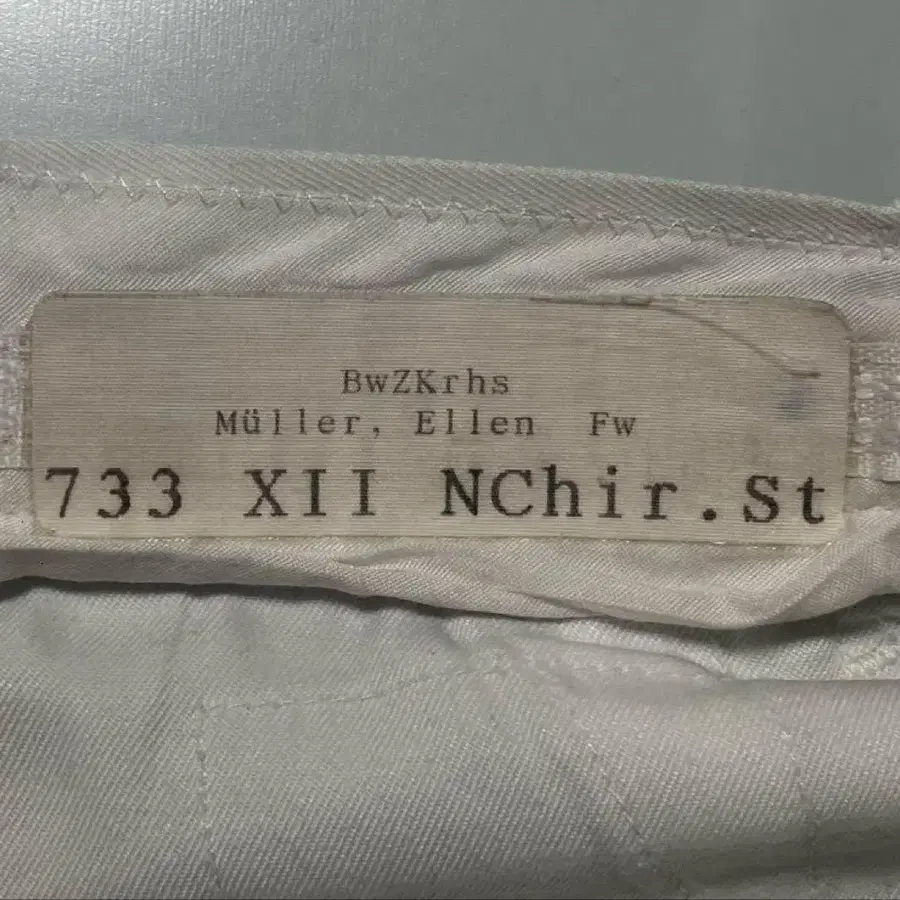 BwZKrhs
Müller, Ellen Fw
733 XII NChir.St